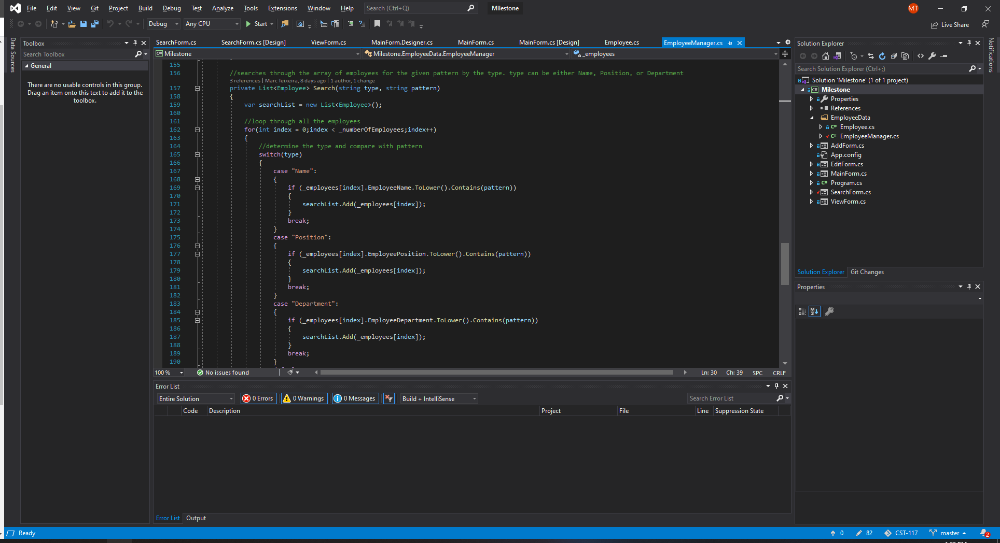 File Edit View Git Project Build Debug Test Analyze Tools Extensions Window Help Search (Ctrl+Q) Milestone MT
Debug Any CPU Start Live Share
Data Sources
Toolbox
Search Toolbox
General
There are no usable controls in this group.
Drag an item onto this text to add it to the
toolbox.
SearchForm.cs SearchForm.cs [Design] ViewForm.cs MainForm.Designer.cs MainForm.cs MainForm.cs [Design] Employee.cs EmployeeManager.cs
C# Milestone Milestone.EmployeeData.EmployeeManager _employees
155
156 //searches through the array of employees for the given pattern by the type. type can be either Name, Position, or Department
3 references | Marc Teixeira, 8 days ago | 1 author, 1 change
157 private List<Employee> Search(string type, string pattern)
158 {
159 var searchList = new List<Employee>();
160
161 //loop through all the employees
162 for(int index = 0;index < _numberOfEmployees;index++)
163 {
164 //determine the type and compare with pattern
165 switch(type)
166 {
167 case "Name":
168 {
169 if (_employees[index].EmployeeName.ToLower().Contains(pattern))
170 {
171 searchList.Add(_employees[index]);
172 }
173 break;
174 }
175 case "Position":
176 {
177 if (_employees[index].EmployeePosition.ToLower().Contains(pattern))
178 {
179 searchList.Add(_employees[index]);
180 }
181 break;
182 }
183 case "Department":
184 {
185 if (_employees[index].EmployeeDepartment.ToLower().Contains(pattern))
186 {
187 searchList.Add(_employees[index]);
188 }
189 break;
190 }
100 % No issues found Ln: 30 Ch: 39 SPC CRLF
Error List
Entire Solution 0 Errors 0 Warnings 0 Messages Build + IntelliSense Search Error List
Code Description Project File Line Suppression State
Error List Output
Solution Explorer
Search Solution Explorer (Ctrl+;)
Solution 'Milestone' (1 of 1 project)
C# Milestone
Properties
References
EmployeeData
C# Employee.cs
C# EmployeeManager.cs
AddForm.cs
App.config
EditForm.cs
MainForm.cs
C# Program.cs
SearchForm.cs
ViewForm.cs
Solution Explorer Git Changes
Properties
Notifications
Ready 0 82 CST-117 master 2